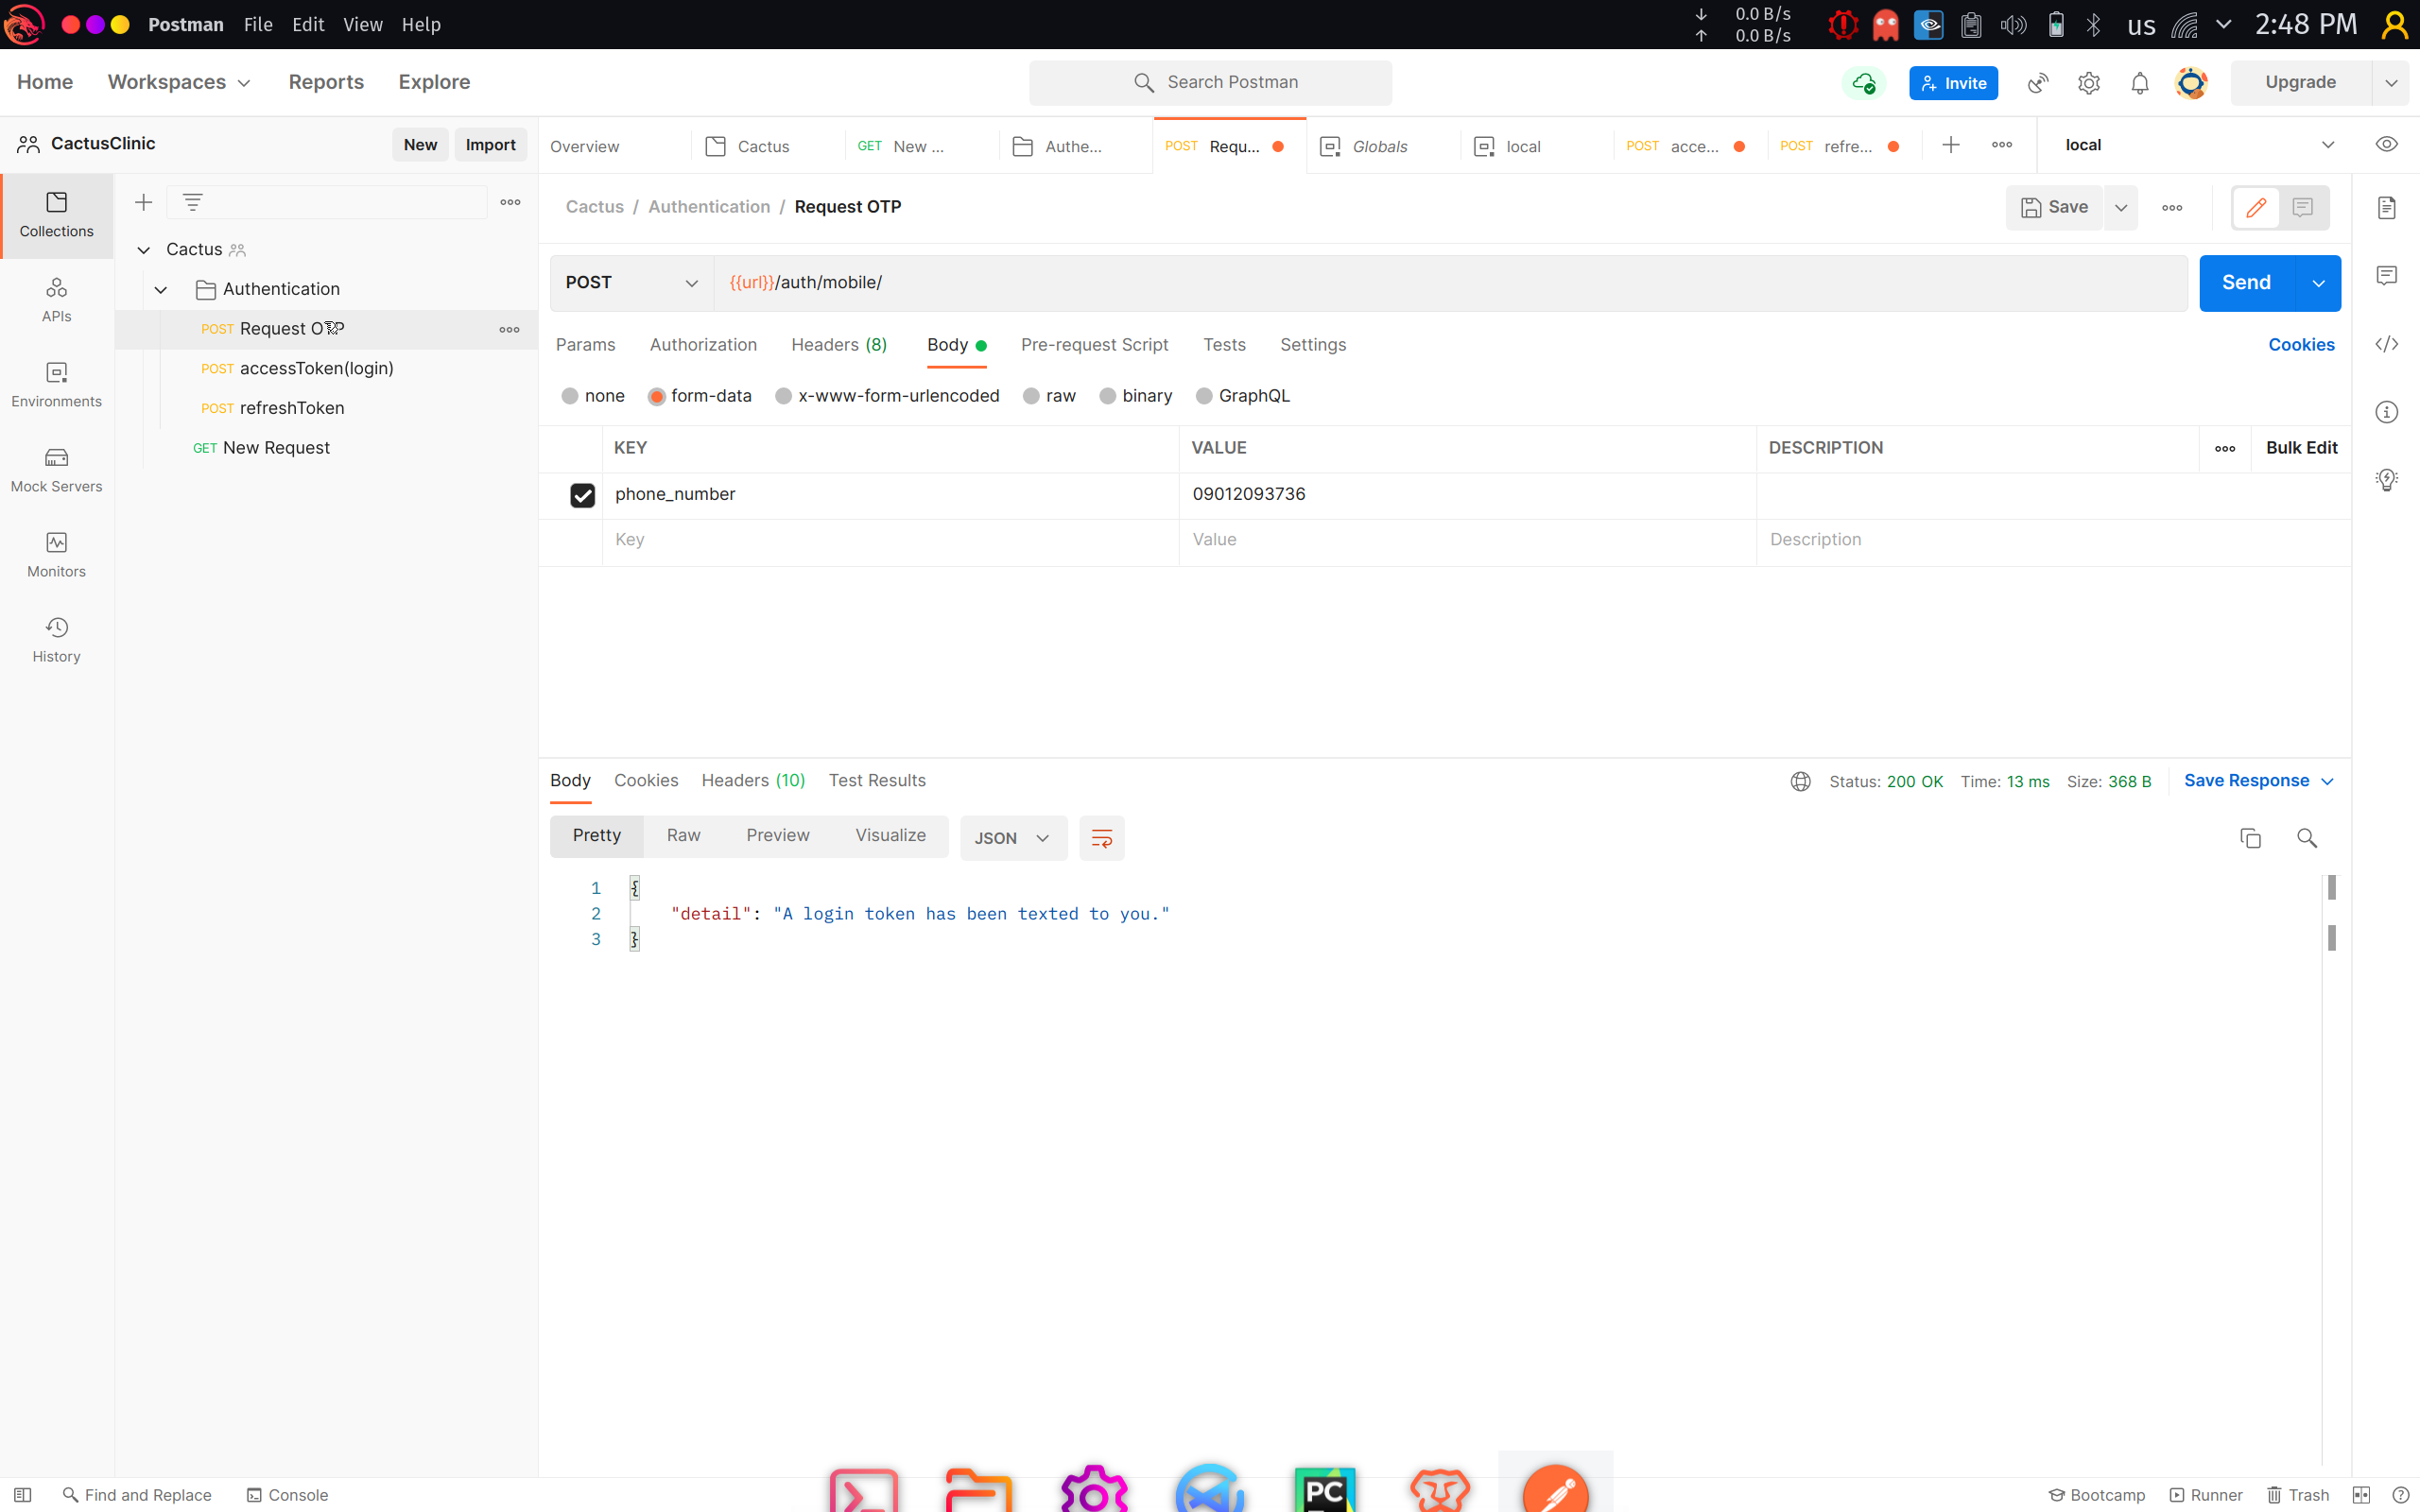 Postman File Edit View Help
0.0 B/s
0.0 B/s
us
2:48 PM
Home Workspaces Reports Explore
Search Postman
Invite
Upgrade
CactusClinic New Import
Overview
Cactus
GET New ...
Authe...
POST Requ...
Globals
local
POST acce...
POST refre...
local
Collections
APIs
Environments
Mock Servers
Monitors
History
Cactus
Authentication
POST Request OTP
POST accessToken(login)
POST refreshToken
GET New Request
Cactus / Authentication / Request OTP
Save
POST {{url}}/auth/mobile/
Send
Params Authorization Headers (8) Body Pre-request Script Tests Settings
Cookies
none form-data x-www-form-urlencoded raw binary GraphQL
KEY VALUE DESCRIPTION Bulk Edit
phone_number 09012093736
Key Value Description
Body Cookies Headers (10) Test Results
Status: 200 OK Time: 13 ms Size: 368 B Save Response
Pretty Raw Preview Visualize JSON
1 {
2 "detail": "A login token has been texted to you."
3 }
PC
Find and Replace Console
Bootcamp Runner Trash